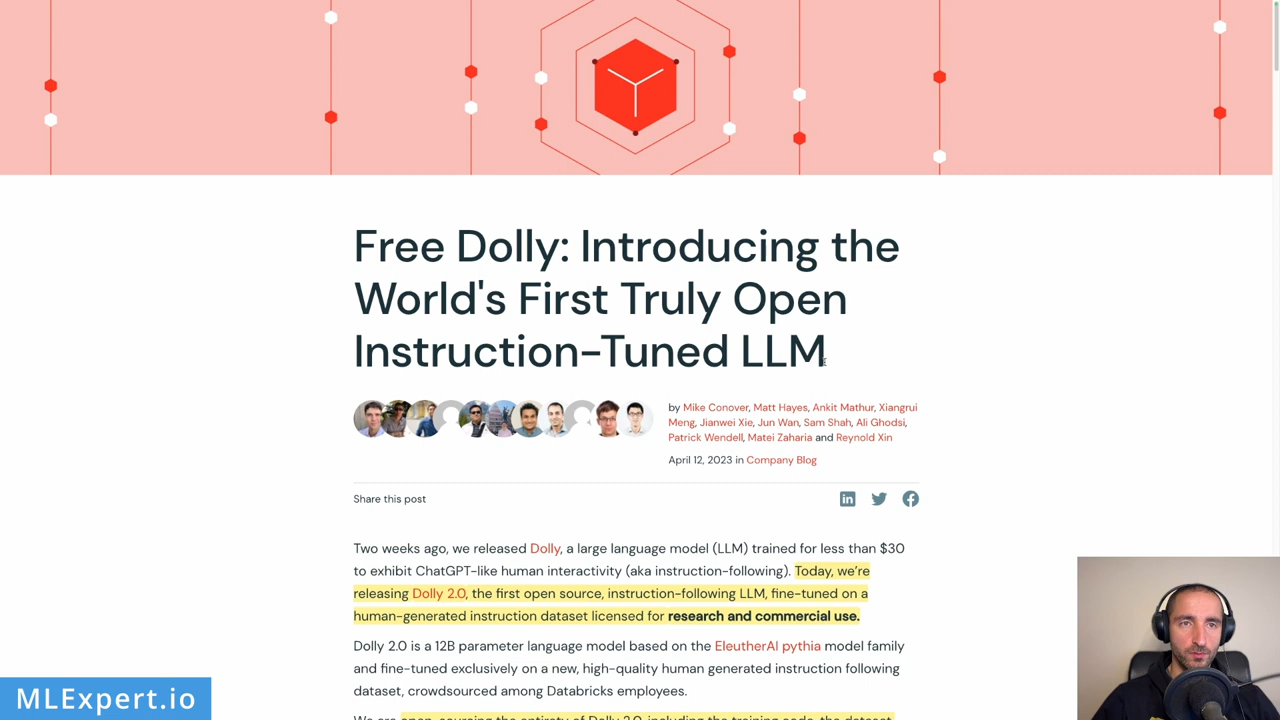 Free Dolly: Introducing the
World's First Truly Open
Instruction-Tuned LLM
by Mike Conover, Matt Hayes, Ankit Mathur, Xiangrui
Meng, Jianwei Xie, Jun Wan, Sam Shah, Ali Ghodsi,
Patrick Wendell, Matei Zaharia and Reynold Xin
April 12, 2023 in Company Blog
Share this post
Two weeks ago, we released Dolly, a large language model (LLM) trained for less than $30
to exhibit ChatGPT-like human interactivity (aka instruction-following). Today, we’re
releasing Dolly 2.0, the first open source, instruction-following LLM, fine-tuned on a
human-generated instruction dataset licensed for research and commercial use.
Dolly 2.0 is a 12B parameter language model based on the EleutherAI pythia model family
and fine-tuned exclusively on a new, high-quality human generated instruction following
dataset, crowdsourced among Databricks employees.
We are open-sourcing the entirety of Dolly 2.0, including the training code, the dataset
MLExpert.io